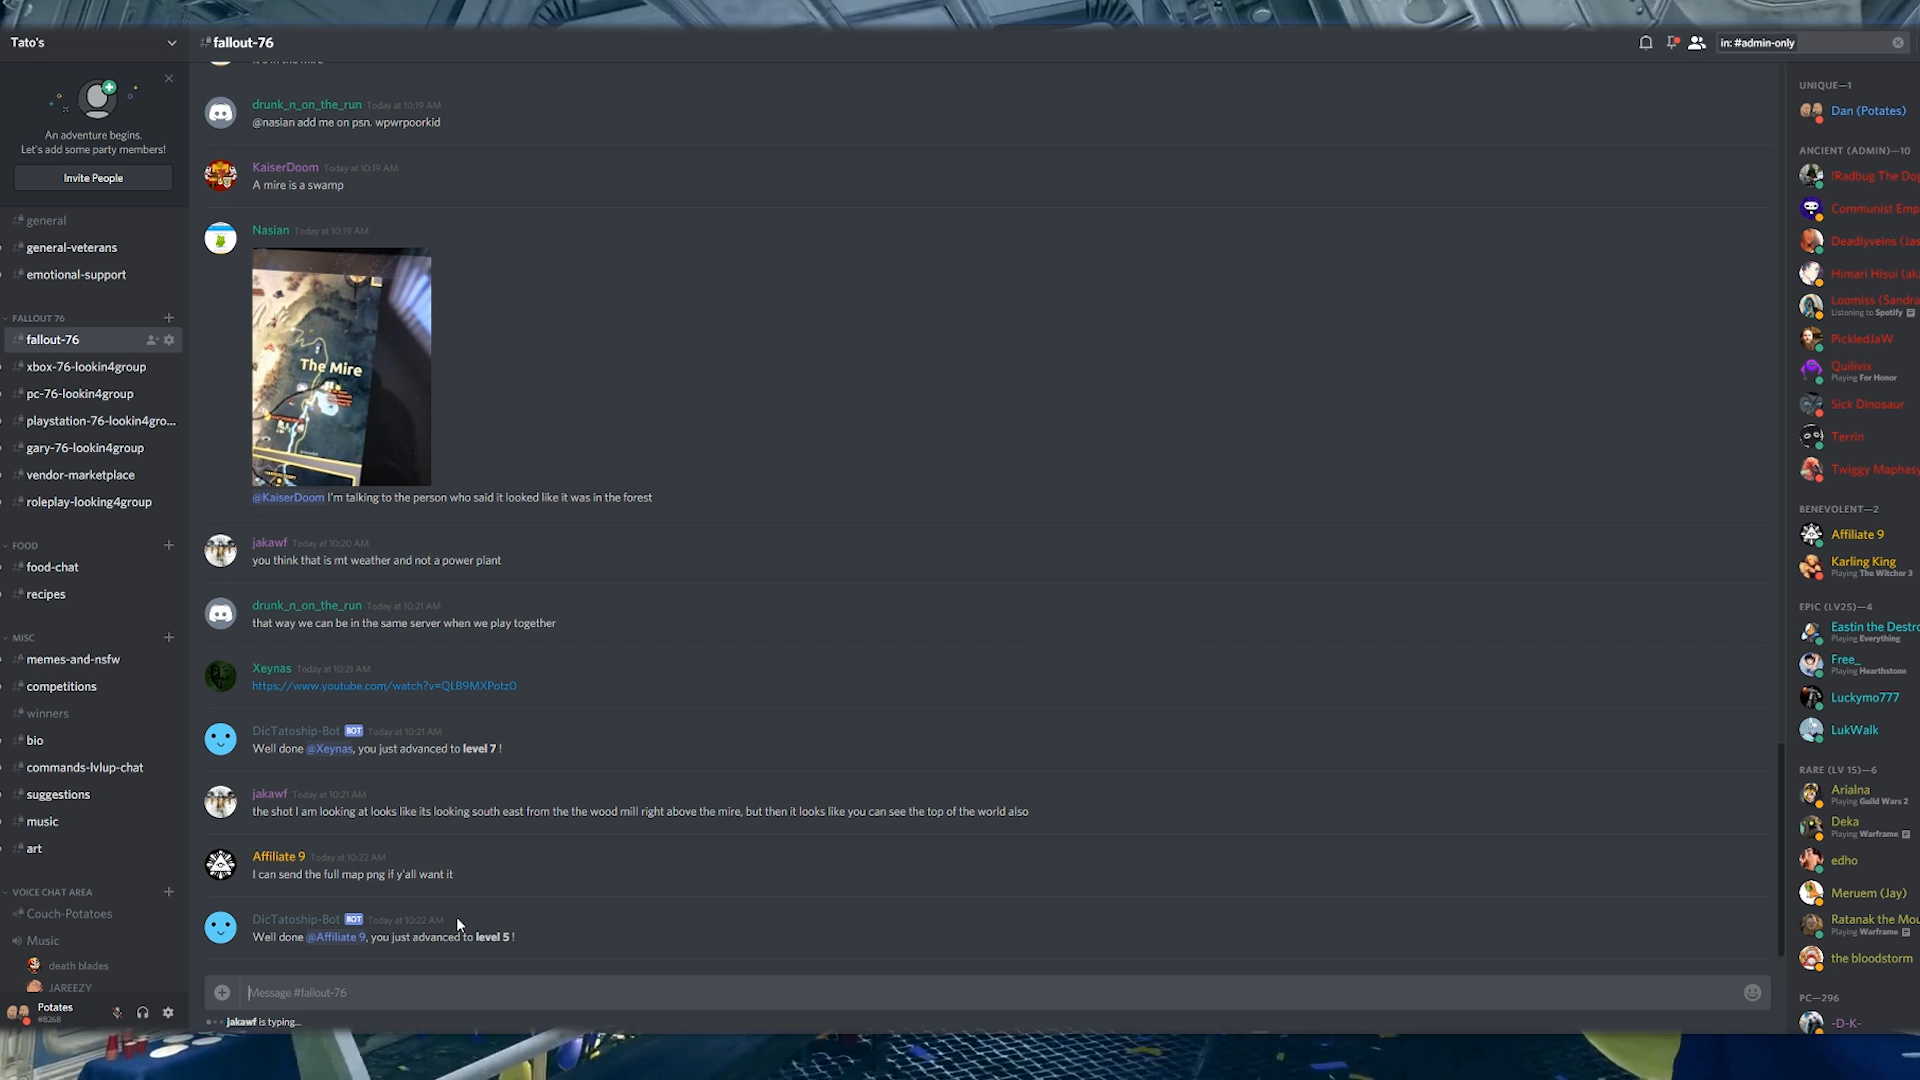 Tato's
#fallout-76
in: #admin-only
An adventure begins.
Let's add some party members!
Invite People
general
general-veterans
emotional-support
FALLOUT 76
fallout-76
xbox-76-lookin4group
pc-76-lookin4group
playstation-76-lookin4gro...
gary-76-lookin4group
vendor-marketplace
roleplay-looking4group
FOOD
food-chat
recipes
MISC
memes-and-nsfw
competitions
winners
bio
commands-lvlup-chat
suggestions
music
art
VOICE CHAT AREA
Couch-Potatoes
Music
death blades
JAREEZY
Potates
#8268
drunk_n_on_the_run Today at 10:19 AM
@nasian add me on psn. wpwrpoorkid
KaiserDoom Today at 10:19 AM
A mire is a swamp
Nasian Today at 10:19 AM
The Mire
@KaiserDoom I'm talking to the person who said it looked like it was in the forest
jakawf Today at 10:20 AM
you think that is mt weather and not a power plant
drunk_n_on_the_run Today at 10:21 AM
that way we can be in the same server when we play together
Xeynas Today at 10:21 AM
https://www.youtube.com/watch?v=QLB9MXPotz0
DicTatoship-Bot BOT Today at 10:21 AM
Well done @Xeynas, you just advanced to level 7 !
jakawf Today at 10:21 AM
the shot I am looking at looks like its looking south east from the the wood mill right above the mire, but then it looks like you can see the top of the world also
Affiliate 9 Today at 10:22 AM
I can send the full map png if y'all want it
DicTatoship-Bot BOT Today at 10:22 AM
Well done @Affiliate 9, you just advanced to level 5 !
Message #fallout-76
jakawf is typing...
UNIQUE—1
Dan (Potates)
ANCIENT (ADMIN)—10
!Radbug The Dog
Communist Emp
Deadlyveins (Jas
Himari Hisui (aka
Loomiss (Sandra
Listening to Spotify
PickledJaW
Quilivix
Playing For Honor
Sick Dinosaur
Terrin
Twiggy Maphasy
BENEVOLENT—2
Affiliate 9
Karling King
Playing The Witcher 3
EPIC (LV25)—4
Eastin the Destro
Playing Everything
Free_
Playing Hearthstone
Luckymo777
LukWalk
RARE (LV 15)—6
Arialna
Playing Guild Wars 2
Deka
Playing Warframe
edho
Meruem (Jay)
Ratanak the Mou
Playing Warframe
the bloodstorm
PC—296
-D-K-